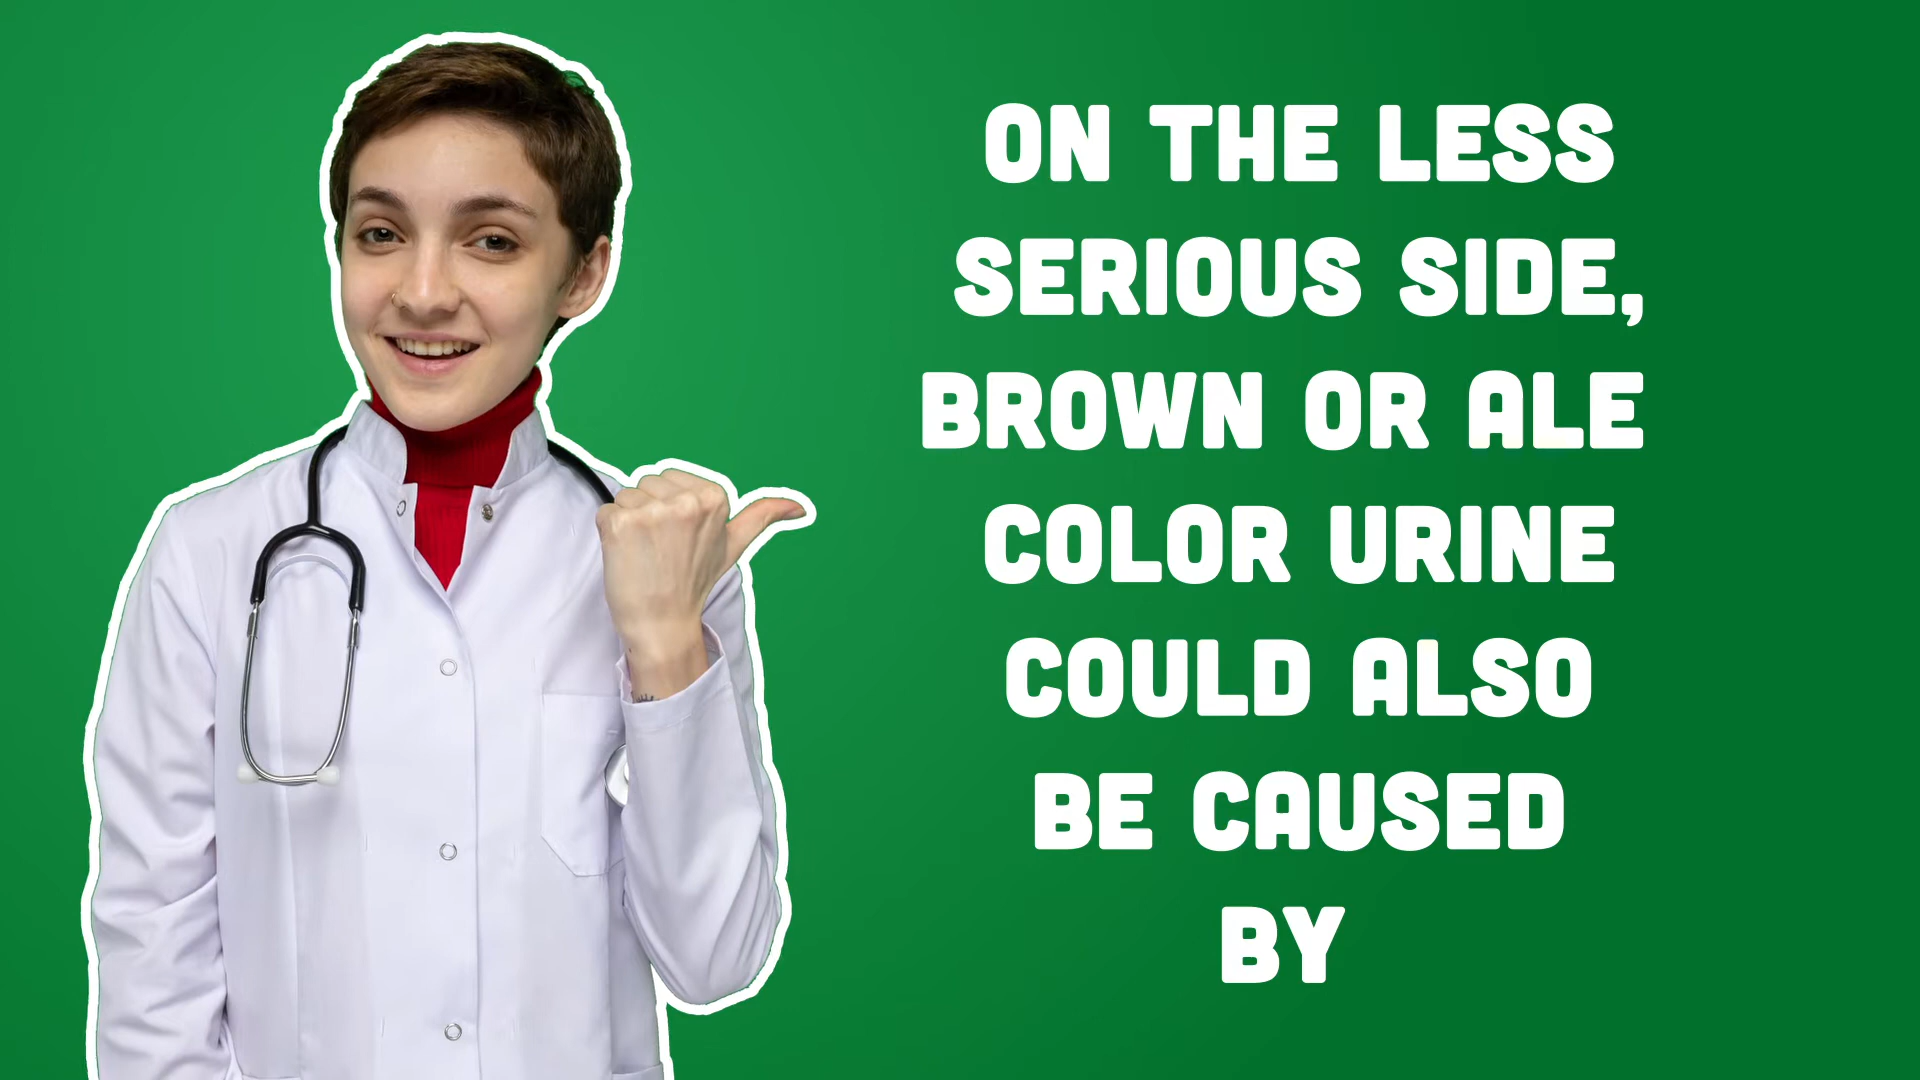 ON THE LESS
SERIOUS SIDE,
BROWN OR ALE
COLOR URINE
COULD ALSO
BE CAUSED
BY